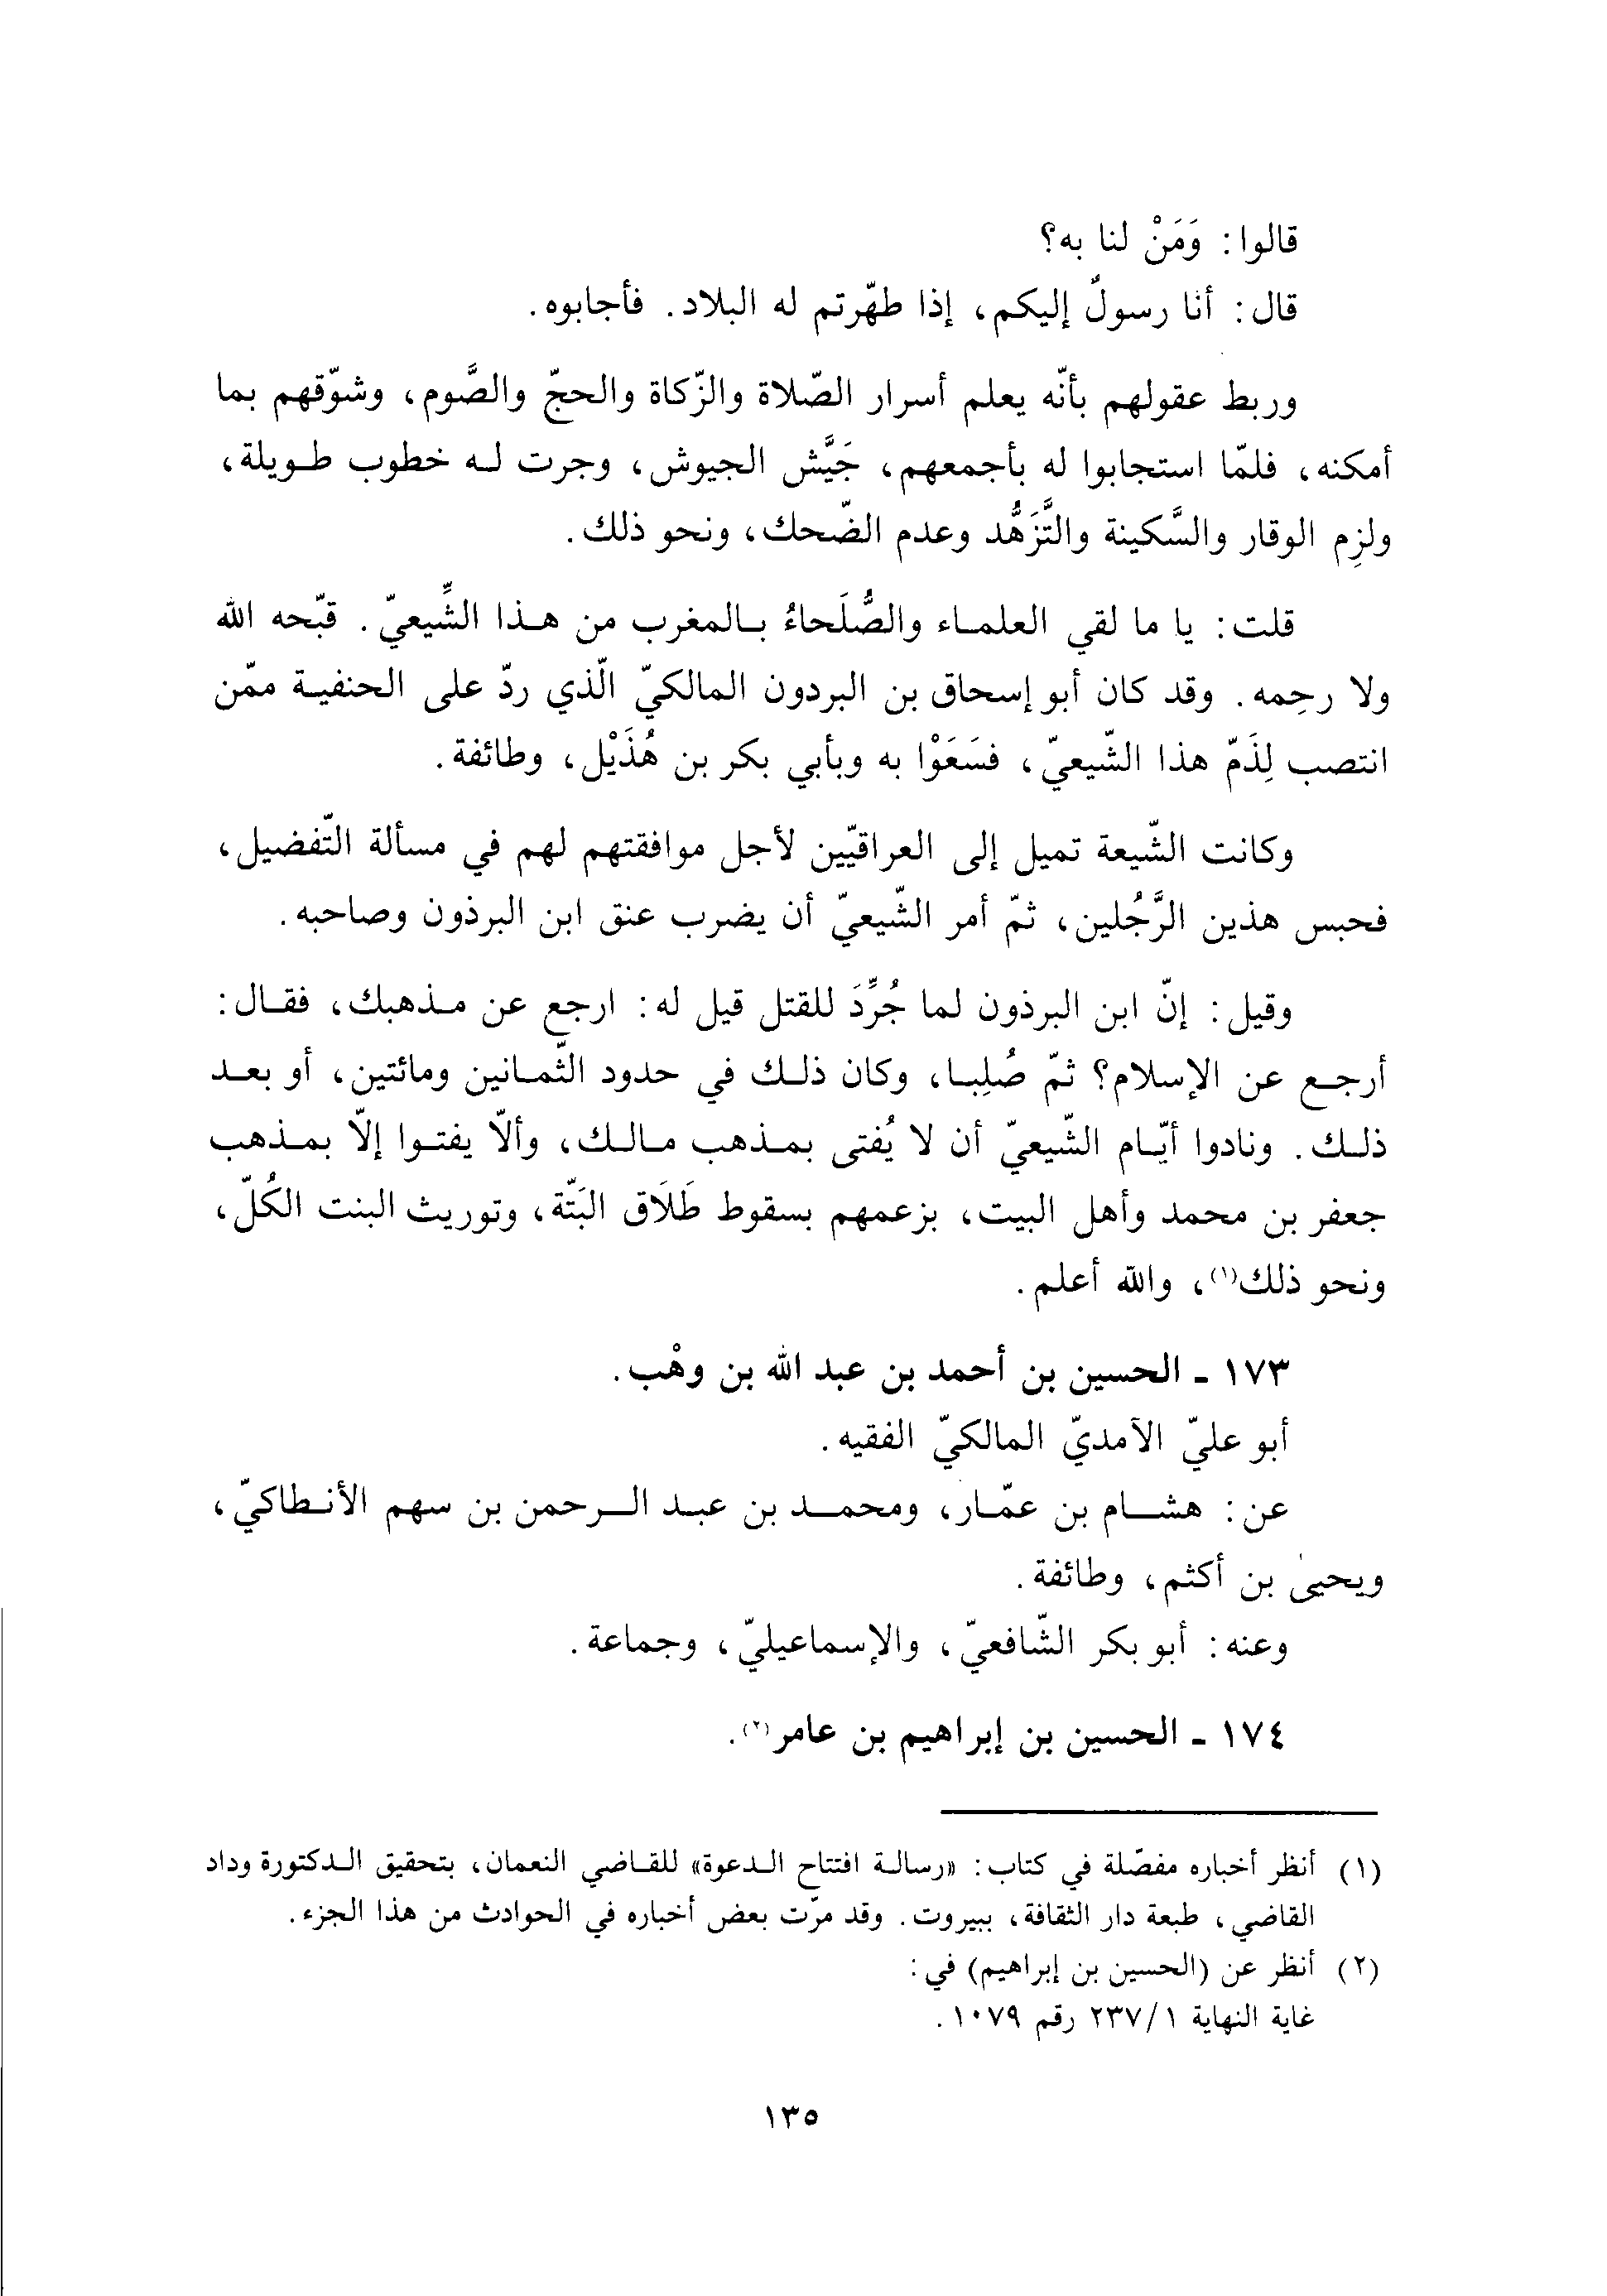 قالوا: وَمَنْ لنا به؟
قال: أنا رسولٌ إليكم، إذا طهّرتم له البلاد. فأجابوه.
وربط عقولهم بأنّه يعلم أسرار الصّلاة والزّكاة والحجّ والصَّوم، وشوّقهم بما
أمكنه، فلمّا استجابوا له بأجمعهم، جَيَّش الجيوش، وجرت له خطوب طويلة،
ولزِم الوقار والسَّكينة والتَّزَهُّد وعدم الضّحك، ونحو ذلك.
قلت: يا ما لقي العلماء والصُّلَحاءُ بالمغرب من هذا الشِّيعيّ. قبّحه الله
ولا رحِمه. وقد كان أبو إسحاق بن البردون المالكيّ الّذي ردّ على الحنفية ممّن
انتصب لِذَمّ هذا الشّيعيّ، فسَعَوْا به وبأبي بكر بن هُذَيْل، وطائفة.
وكانت الشّيعة تميل إلى العراقيّين لأجل موافقتهم لهم في مسألة التّفضيل،
فحبس هذين الرَّجُلين، ثمّ أمر الشّيعيّ أن يضرب عنق ابن البرذون وصاحبه.
وقيل: إنّ ابن البرذون لما جُرِّدَ للقتل قيل له: ارجع عن مذهبك، فقال:
أرجع عن الإسلام؟ ثمّ صُلِبا، وكان ذلك في حدود الثّمانين ومائتين، أو بعد
ذلك. ونادوا أيّام الشّيعيّ أن لا يُفتى بمذهب مالك، وألّا يفتوا إلّا بمذهب
جعفر بن محمد وأهل البيت، بزعمهم بسقوط طَلَاق البَتّة، وتوريث البنت الكُلّ،
ونحو ذلك(١)، والله أعلم.
١٧٣ - الحسين بن أحمد بن عبد الله بن وهْب.
أبو عليّ الآمديّ المالكيّ الفقيه.
عن: هشام بن عمّار، ومحمد بن عبد الرحمن بن سهم الأنطاكيّ،
ويحيىٰ بن أكثم، وطائفة.
وعنه: أبو بكر الشّافعيّ، والإسماعيليّ، وجماعة.
١٧٤ - الحسين بن إبراهيم بن عامر(٢).
(١) أنظر أخباره مفصّلة في كتاب: «رسالة افتتاح الدعوة» للقاضي النعمان، بتحقيق الدكتورة وداد
القاضي، طبعة دار الثقافة، ببيروت. وقد مرّت بعض أخباره في الحوادث من هذا الجزء.
(٢) أنظر عن (الحسين بن إبراهيم) في:
غاية النهاية ٢٣٧/١ رقم ١٠٧٩.
١٣٥